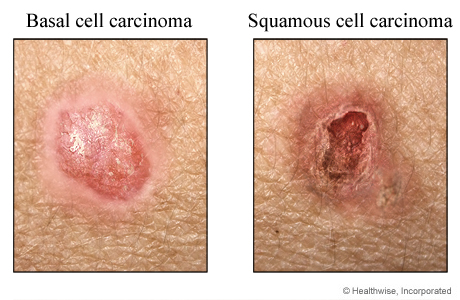 Basal cell carcinoma
Squamous cell carcinoma
© Healthwise, Incorporated